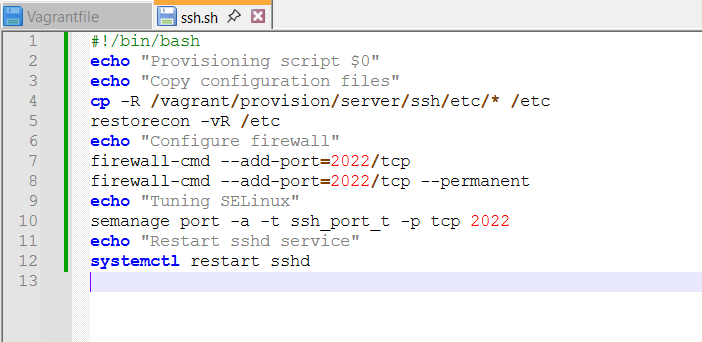 Vagrantfile ssh.sh
1 #!/bin/bash
2 echo "Provisioning script $0"
3 echo "Copy configuration files"
4 cp -R /vagrant/provision/server/ssh/etc/* /etc
5 restorecon -vR /etc
6 echo "Configure firewall"
7 firewall-cmd --add-port=2022/tcp
8 firewall-cmd --add-port=2022/tcp --permanent
9 echo "Tuning SELinux"
10 semanage port -a -t ssh_port_t -p tcp 2022
11 echo "Restart sshd service"
12 systemctl restart sshd
13